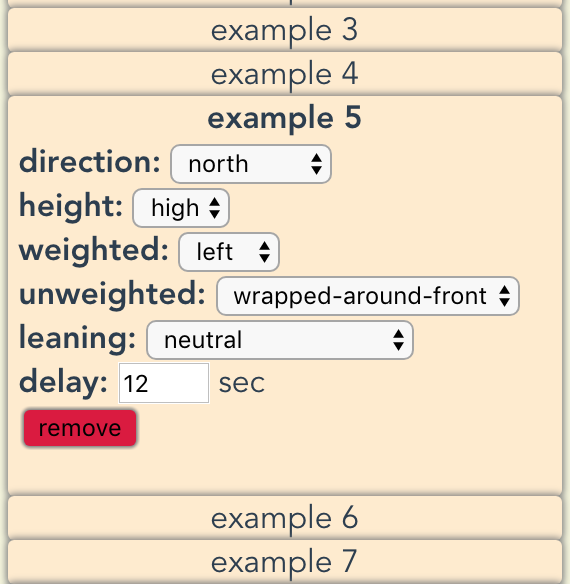 example 3
example 4
example 5
direction: north
height: high
weighted: left
unweighted: wrapped-around-front
leaning: neutral
delay: 12 sec
remove
example 6
example 7